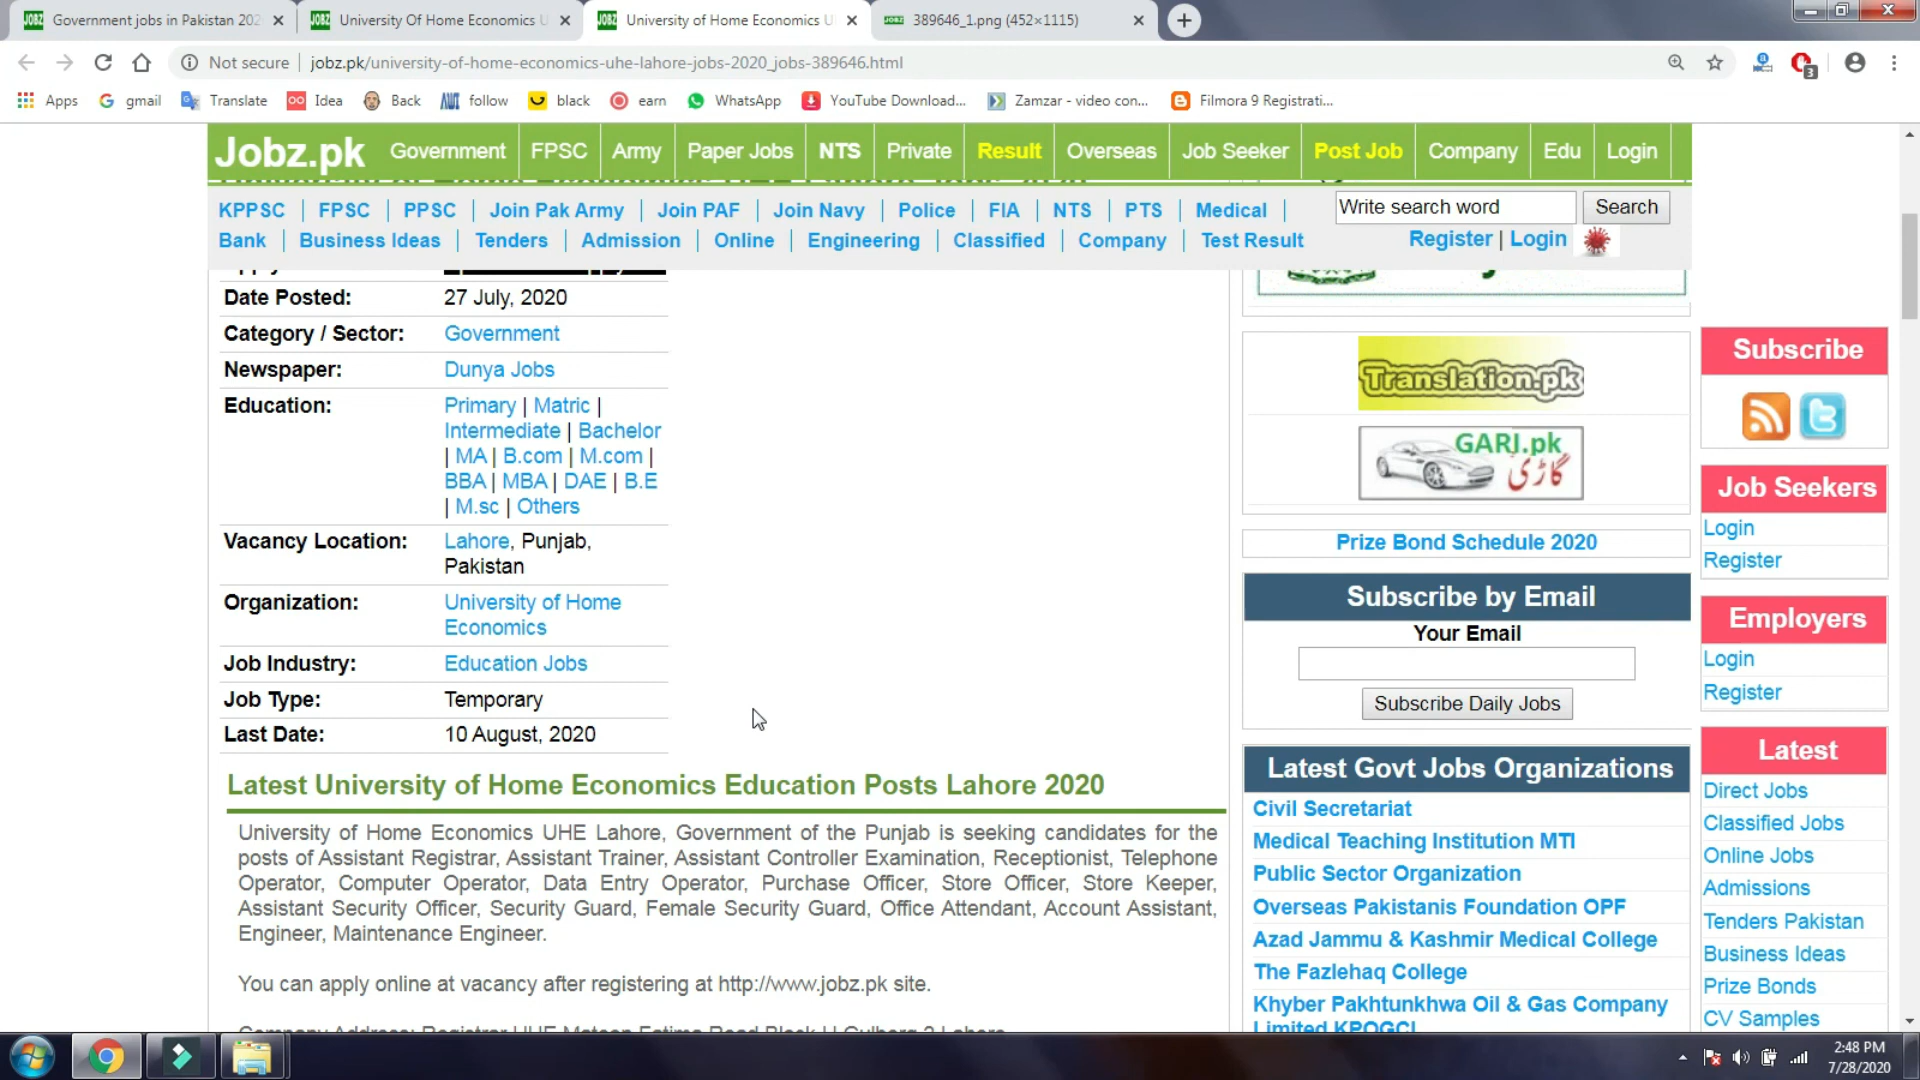 Government jobs in Pakistan 202
University Of Home Economics U
University of Home Economics U
389646_1.png (452×1115)
Not secure
jobz.pk/university-of-home-economics-uhe-lahore-jobs-2020_jobs-389646.html
3
Apps
gmail
Translate
Idea
Back
follow
black
earn
WhatsApp
YouTube Download...
Zamzar - video con...
Filmora 9 Registrati...
Jobz.pk
Government
FPSC
Army
Paper Jobs
NTS
Private
Result
Overseas
Job Seeker
Post Job
Company
Edu
Login
KPPSC | FPSC | PPSC | Join Pak Army | Join PAF | Join Navy | Police | FIA | NTS | PTS | Medical |
Bank | Business Ideas | Tenders | Admission | Online | Engineering | Classified | Company | Test Result
Write search word
Search
Register | Login
Date Posted: 27 July, 2020
Category / Sector: Government
Newspaper: Dunya Jobs
Education: Primary | Matric |
Intermediate | Bachelor
| MA | B.com | M.com |
BBA | MBA | DAE | B.E
| M.sc | Others
Vacancy Location: Lahore, Punjab,
Pakistan
Organization: University of Home
Economics
Job Industry: Education Jobs
Job Type: Temporary
Last Date: 10 August, 2020
Latest University of Home Economics Education Posts Lahore 2020
University of Home Economics UHE Lahore, Government of the Punjab is seeking candidates for the
posts of Assistant Registrar, Assistant Trainer, Assistant Controller Examination, Receptionist, Telephone
Operator, Computer Operator, Data Entry Operator, Purchase Officer, Store Officer, Store Keeper,
Assistant Security Officer, Security Guard, Female Security Guard, Office Attendant, Account Assistant,
Engineer, Maintenance Engineer.
You can apply online at vacancy after registering at http://www.jobz.pk site.
Translation.pk
GARI.pk
گاڑی
Prize Bond Schedule 2020
Subscribe by Email
Your Email
Subscribe Daily Jobs
Latest Govt Jobs Organizations
Civil Secretariat
Medical Teaching Institution MTI
Public Sector Organization
Overseas Pakistanis Foundation OPF
Azad Jammu & Kashmir Medical College
The Fazlehaq College
Khyber Pakhtunkhwa Oil & Gas Company
Limited KPOGCL
Subscribe
Job Seekers
Login
Register
Employers
Login
Register
Latest
Direct Jobs
Classified Jobs
Online Jobs
Admissions
Tenders Pakistan
Business Ideas
Prize Bonds
CV Samples
2:48 PM
7/28/2020